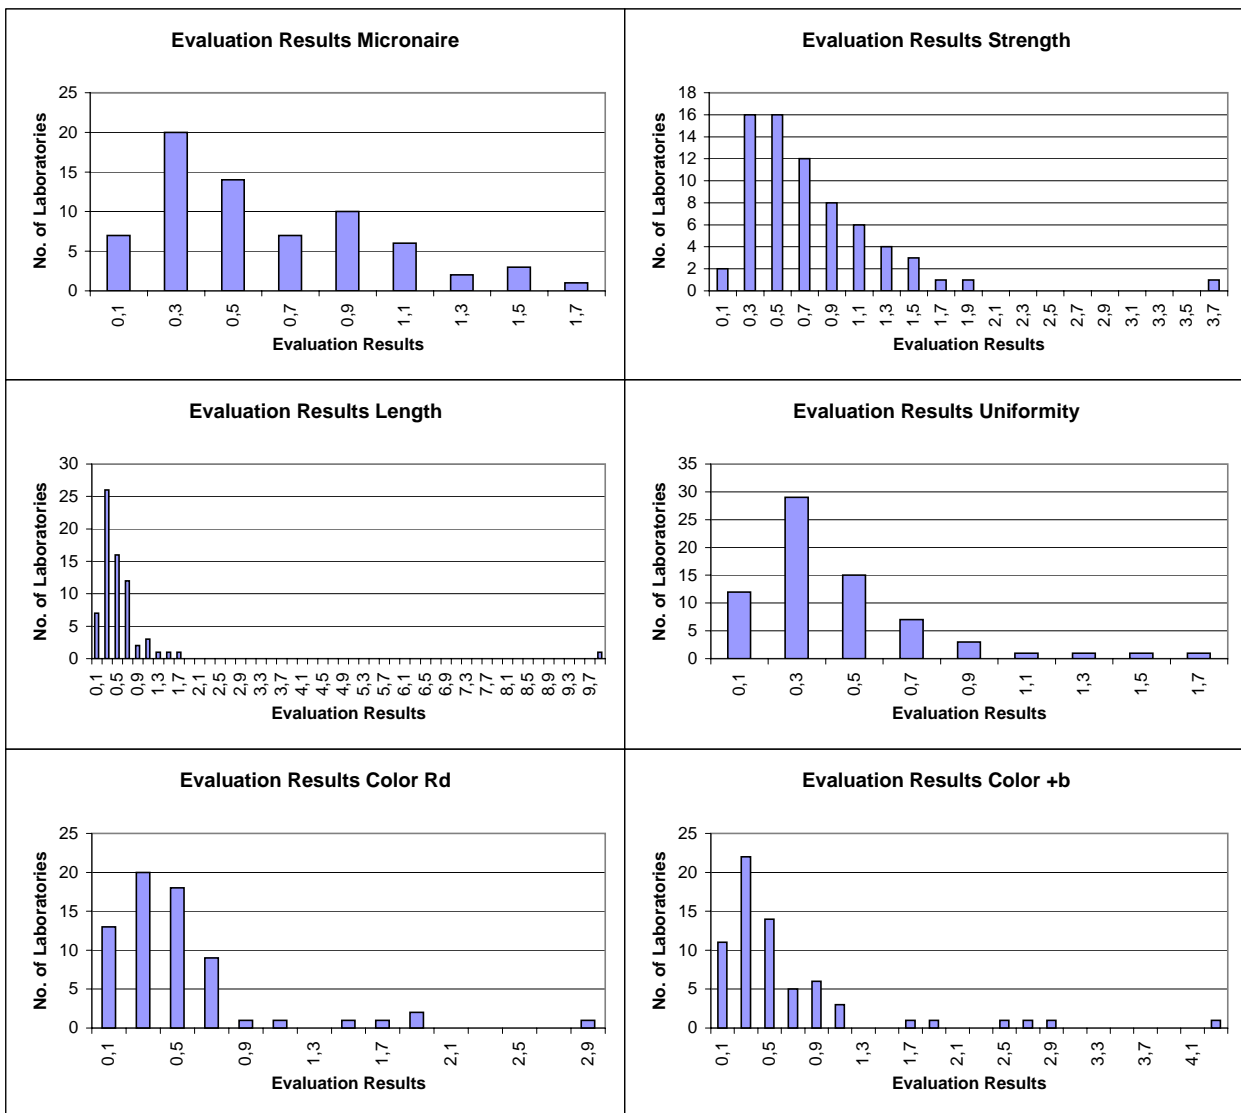 Evaluation Results Micronaire
No. of Laboratories
25
20
15
10
5
0
0,1 0,3 0,5 0,7 0,9 1,1 1,3 1,5 1,7
Evaluation Results
Evaluation Results Strength
No. of Laboratories
18
16
14
12
10
8
6
4
2
0
0,1 0,3 0,5 0,7 0,9 1,1 1,3 1,5 1,7 1,9 2,1 2,3 2,5 2,7 2,9 3,1 3,3 3,5 3,7
Evaluation Results
Evaluation Results Length
No. of Laboratories
30
25
20
15
10
5
0
0,1 0,5 0,9 1,3 1,7 2,1 2,5 2,9 3,3 3,7 4,1 4,5 4,9 5,3 5,7 6,1 6,5 6,9 7,3 7,7 8,1 8,5 8,9 9,3 9,7
Evaluation Results
Evaluation Results Uniformity
No. of Laboratories
35
30
25
20
15
10
5
0
0,1 0,3 0,5 0,7 0,9 1,1 1,3 1,5 1,7
Evaluation Results
Evaluation Results Color Rd
No. of Laboratories
25
20
15
10
5
0
0,1 0,5 0,9 1,3 1,7 2,1 2,5 2,9
Evaluation Results
Evaluation Results Color +b
No. of Laboratories
25
20
15
10
5
0
0,1 0,5 0,9 1,3 1,7 2,1 2,5 2,9 3,3 3,7 4,1
Evaluation Results